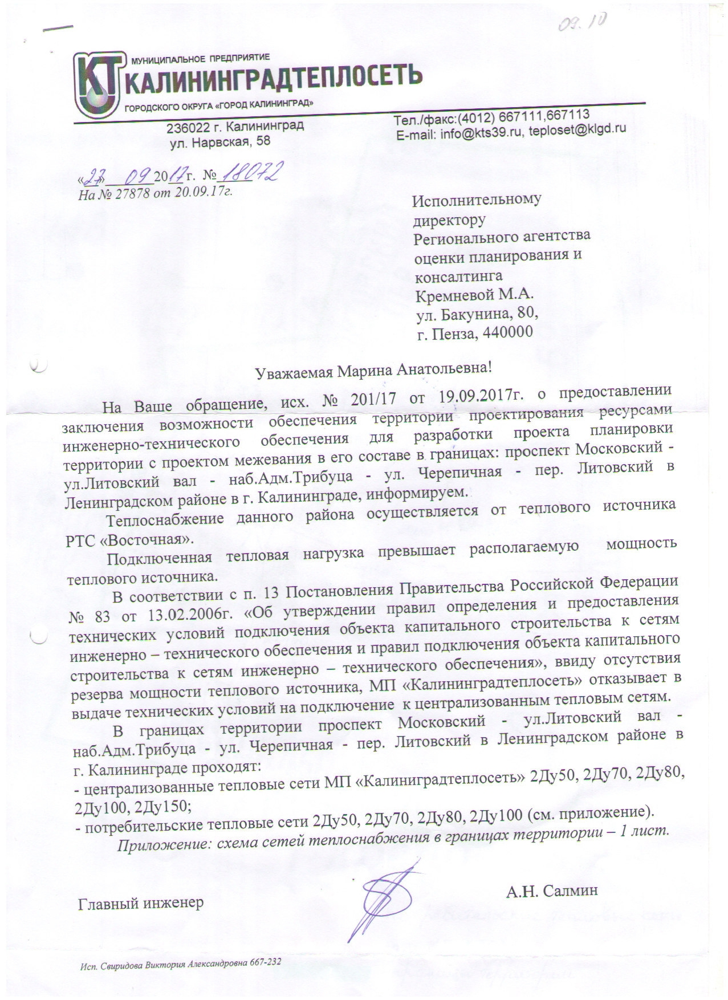 09.10
КТ
МУНИЦИПАЛЬНОЕ ПРЕДПРИЯТИЕ
КАЛИНИНГРАДТЕПЛОСЕТЬ
ГОРОДСКОГО ОКРУГА «ГОРОД КАЛИНИНГРАД»
236022 г. Калининград
ул. Нарвская, 58
Тел./факс:(4012) 667111,667113
E-mail: info@kts39.ru, teploset@klgd.ru
«27» 09 2017 г. № 18072
На № 27878 от 20.09.17г.
Исполнительному
директору
Регионального агентства
оценки планирования и
консалтинга
Кремневой М.А.
ул. Бакунина, 80,
г. Пенза, 440000
Уважаемая Марина Анатольевна!
На Ваше обращение, исх. № 201/17 от 19.09.2017г. о предоставлении
заключения возможности обеспечения территории проектирования ресурсами
инженерно-технического обеспечения для разработки проекта планировки
территории с проектом межевания в его составе в границах: проспект Московский -
ул.Литовский вал - наб.Адм.Трибуца - ул. Черепичная - пер. Литовский в
Ленинградском районе в г. Калининграде, информируем.
Теплоснабжение данного района осуществляется от теплового источника
РТС «Восточная».
Подключенная тепловая нагрузка превышает располагаемую мощность
теплового источника.
В соответствии с п. 13 Постановления Правительства Российской Федерации
№ 83 от 13.02.2006г. «Об утверждении правил определения и предоставления
технических условий подключения объекта капитального строительства к сетям
инженерно – технического обеспечения и правил подключения объекта капитального
строительства к сетям инженерно – технического обеспечения», ввиду отсутствия
резерва мощности теплового источника, МП «Калининградтеплосеть» отказывает в
выдаче технических условий на подключение к централизованным тепловым сетям.
В границах территории проспект Московский - ул.Литовский вал -
наб.Адм.Трибуца - ул. Черепичная - пер. Литовский в Ленинградском районе в
г. Калининграде проходят:
- централизованные тепловые сети МП «Калиниградтеплосеть» 2Ду50, 2Ду70, 2Ду80,
2Ду100, 2Ду150;
- потребительские тепловые сети 2Ду50, 2Ду70, 2Ду80, 2Ду100 (см. приложение).
Приложение: схема сетей теплоснабжения в границах территории – 1 лист.
Главный инженер
А.Н. Салмин
Исп. Свиридова Виктория Александровна 667-232